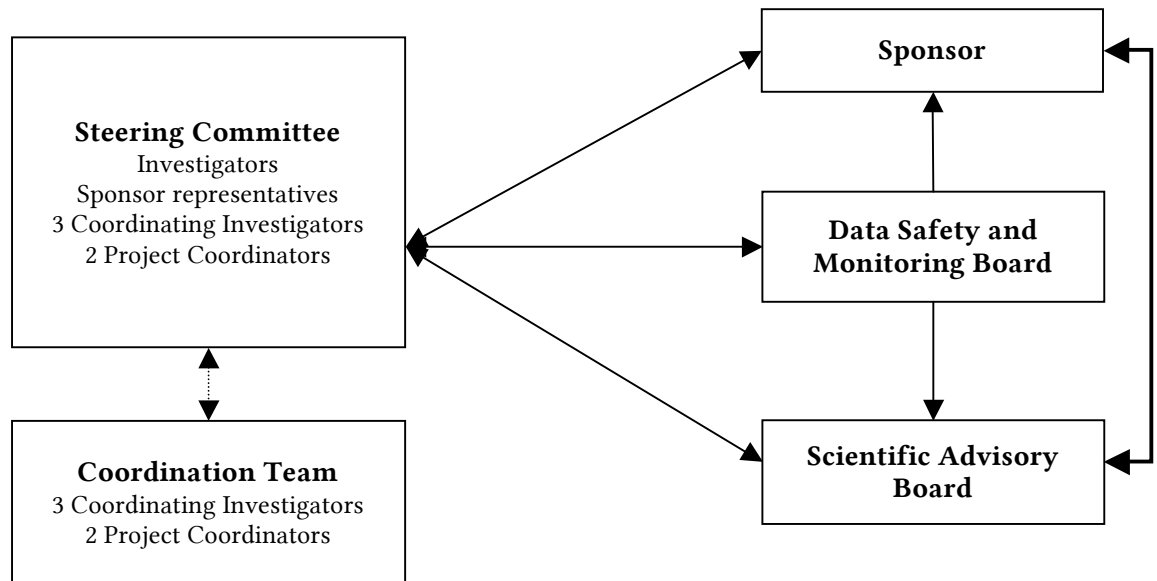 Steering Committee
Investigators
Sponsor representatives
3 Coordinating Investigators
2 Project Coordinators
Coordination Team
3 Coordinating Investigators
2 Project Coordinators
Sponsor
Data Safety and
Monitoring Board
Scientific Advisory
Board